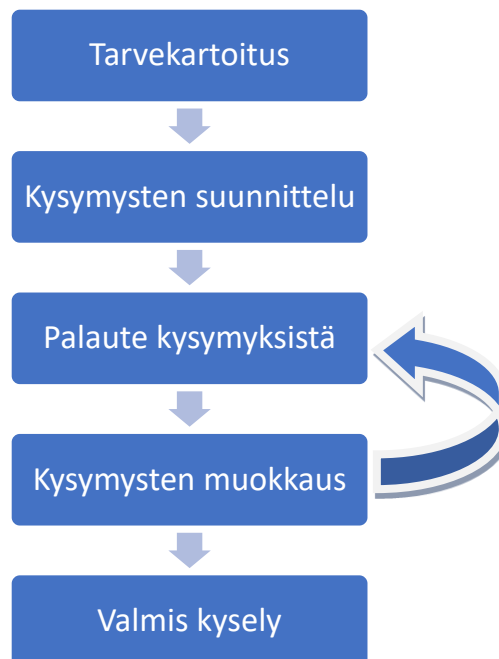 Tarvekartoitus
Kysymysten suunnittelu
Palaute kysymyksistä
Kysymysten muokkaus
Valmis kysely